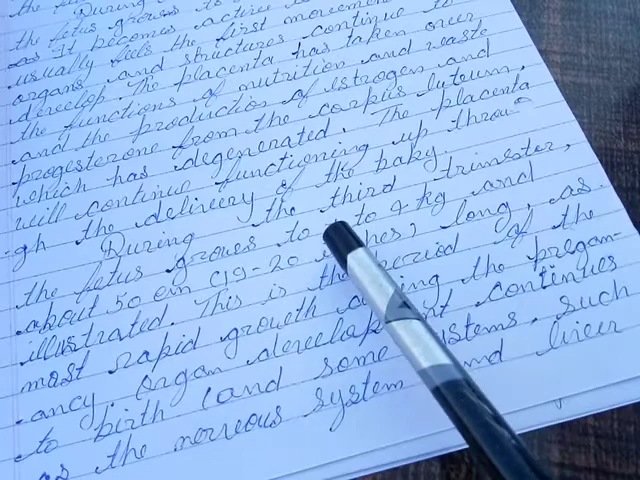 During
the fetus grows to
as it becomes active
usually feels the first movement
organs and structures continue to
develop. The placenta has taken over
the functions of nutrition and waste
and the production of estrogen and
progesterone from the corpus luteum,
which has degenerated. The placenta
will continue functioning up throu-
-gh the delivery of the baby.
During the third trimster,
the fetus grows to to 4 kg and
about 50 cm (19-20 long, as
illustrated. This is the period of the
most rapid growth the pregan-
-ancy. Organ continues
to birth (and some systems, such
as the nervous system and liver